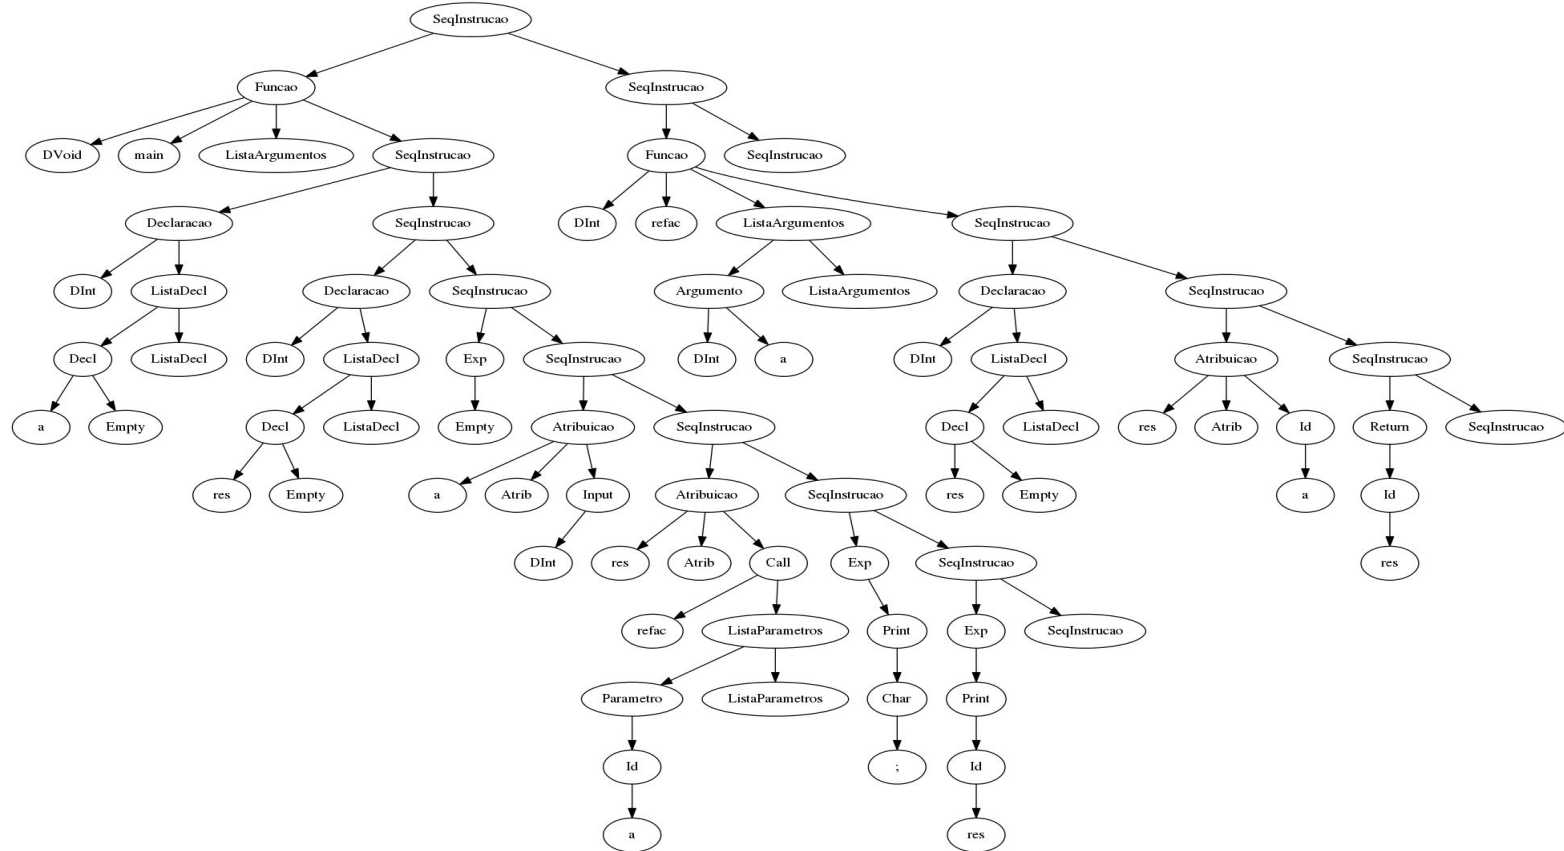 SeqInstrucao
Funcao SeqInstrucao
DVoid main ListaArgumentos SeqInstrucao Funcao SeqInstrucao
Declaracao SeqInstrucao DInt refac ListaArgumentos SeqInstrucao
DInt ListaDecl Declaracao SeqInstrucao Argumento ListaArgumentos Declaracao SeqInstrucao
Decl ListaDecl DInt ListaDecl Exp SeqInstrucao DInt a DInt ListaDecl Atribuicao SeqInstrucao
a Empty Decl ListaDecl Empty Atribuicao SeqInstrucao Decl ListaDecl res Atrib Id Return SeqInstrucao
res Empty a Atrib Input Atribuicao SeqInstrucao res Empty a Id
DInt res Atrib Call Exp SeqInstrucao res
refac ListaParametros Print Exp SeqInstrucao
Parametro ListaParametros Char Print
Id ; Id
a res